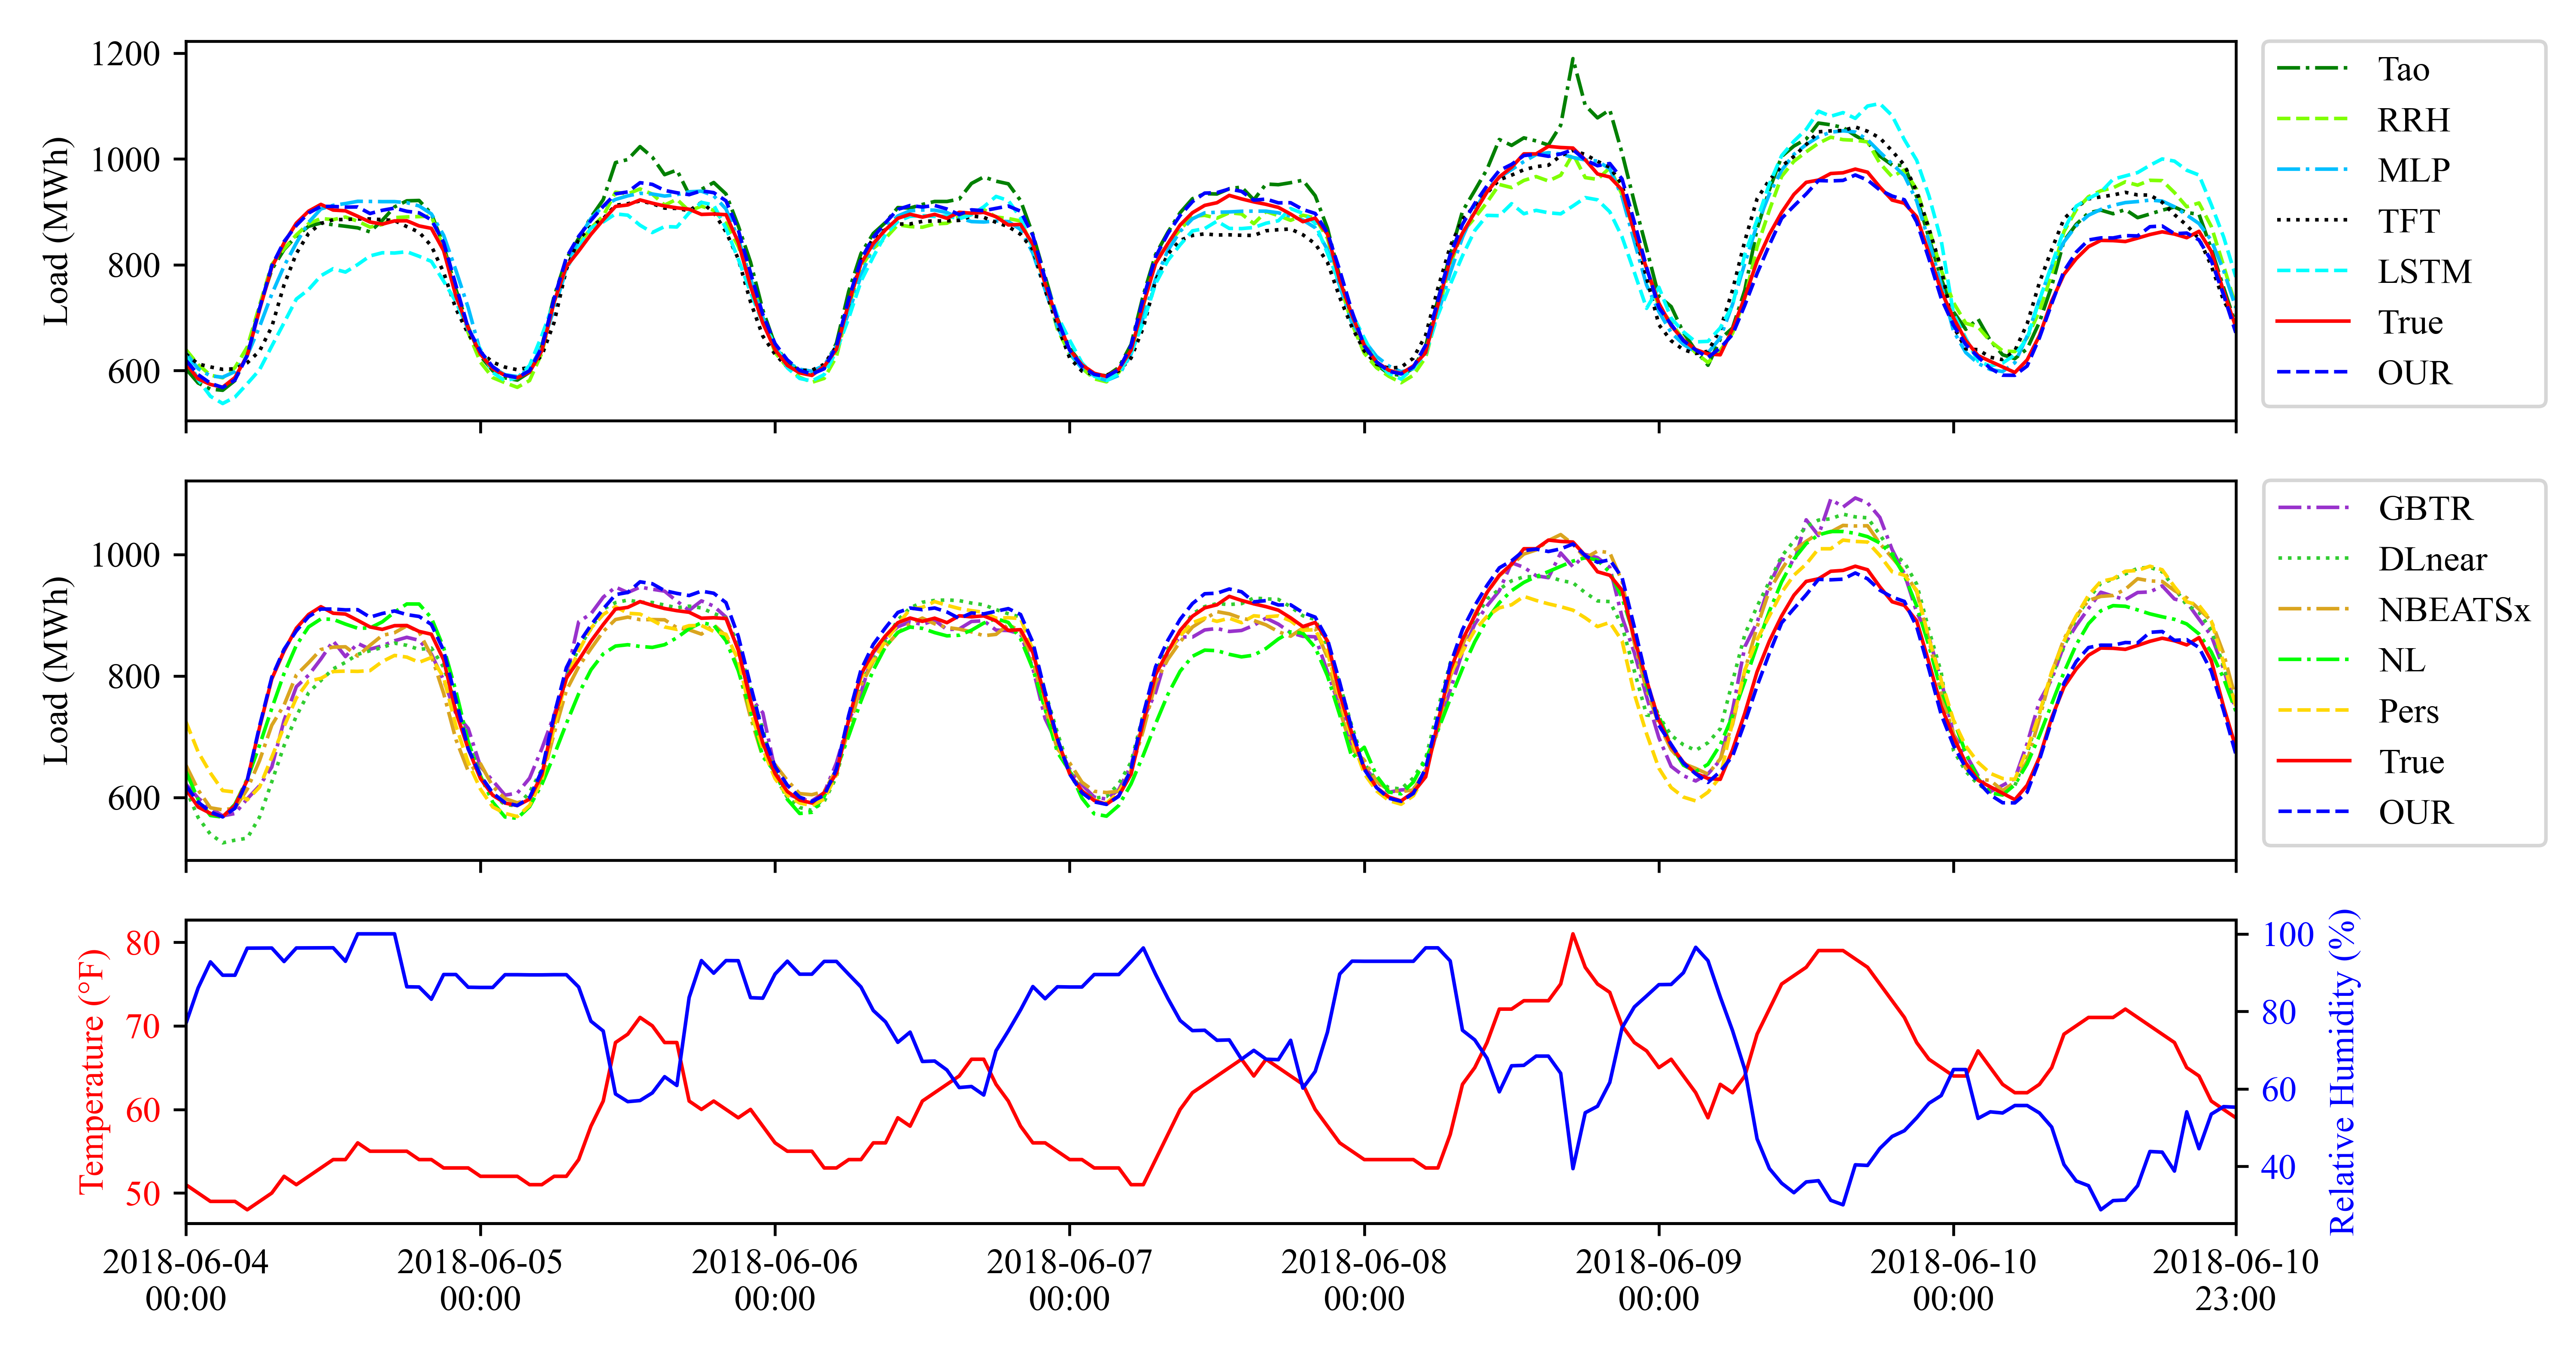 1200
1000
800
600
Load (MWh)
Tao
RRH
MLP
TFT
LSTM
True
OUR
1000
800
600
Load (MWh)
GBTR
DLnear
NBEATSx
NL
Pers
True
OUR
80
70
60
50
Temperature (°F)
100
80
60
40
Relative Humidity (%)
2018-06-04
00:00
2018-06-05
00:00
2018-06-06
00:00
2018-06-07
00:00
2018-06-08
00:00
2018-06-09
00:00
2018-06-10
00:00
2018-06-10
23:00